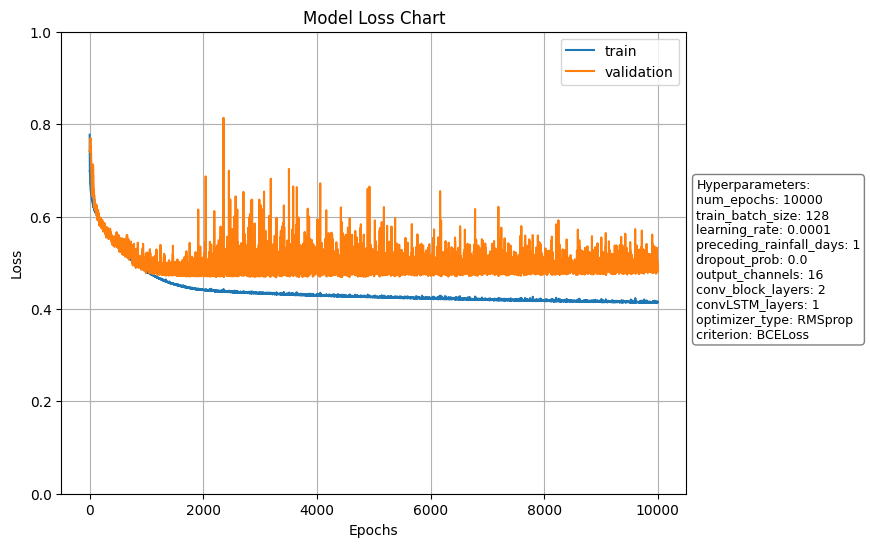 Model Loss Chart
train
validation
Loss
1.0
0.8
0.6
0.4
0.2
0.0
0
2000
4000
6000
8000
10000
Epochs
Hyperparameters:
num_epochs: 10000
train_batch_size: 128
learning_rate: 0.0001
preceding_rainfall_days: 1
dropout_prob: 0.0
output_channels: 16
conv_block_layers: 2
convLSTM_layers: 1
optimizer_type: RMSprop
criterion: BCELoss